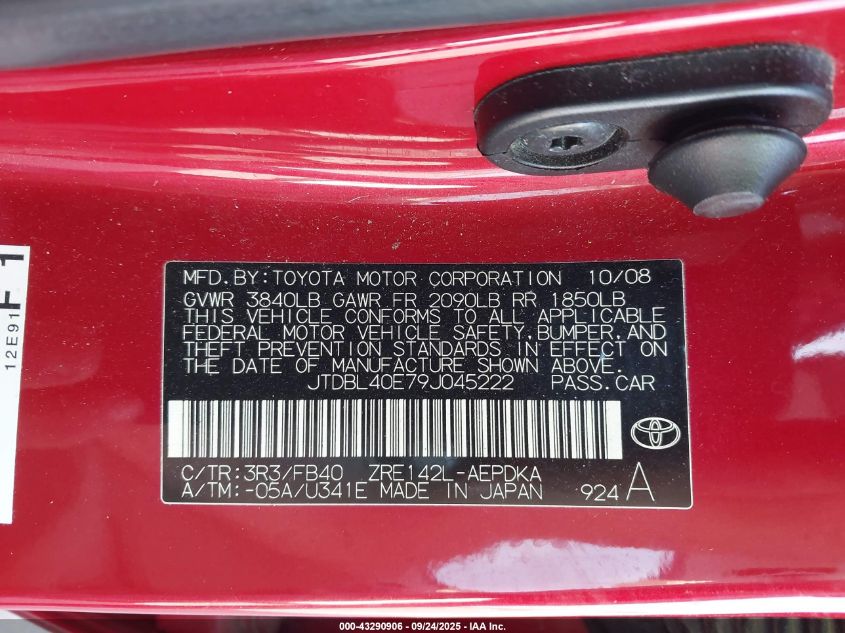 F 1
12E91
MFD.BY:TOYOTA MOTOR CORPORATION 10/08
GVWR 3840LB GAWR FR 2090LB RR 1850LB
THIS VEHICLE CONFORMS TO ALL APPLICABLE
FEDERAL MOTOR VEHICLE SAFETY, BUMPER, AND
THEFT PREVENTION STANDARDS IN EFFECT ON
THE DATE OF MANUFACTURE SHOWN ABOVE.
JTDBL40E79J045222 PASS.CAR
C/TR:3R3/FB40 ZRE142L-AEPDKA
A/TM:-05A/U341E MADE IN JAPAN 924 A
000-43290906 - 09/24/2025 - IAA Inc.